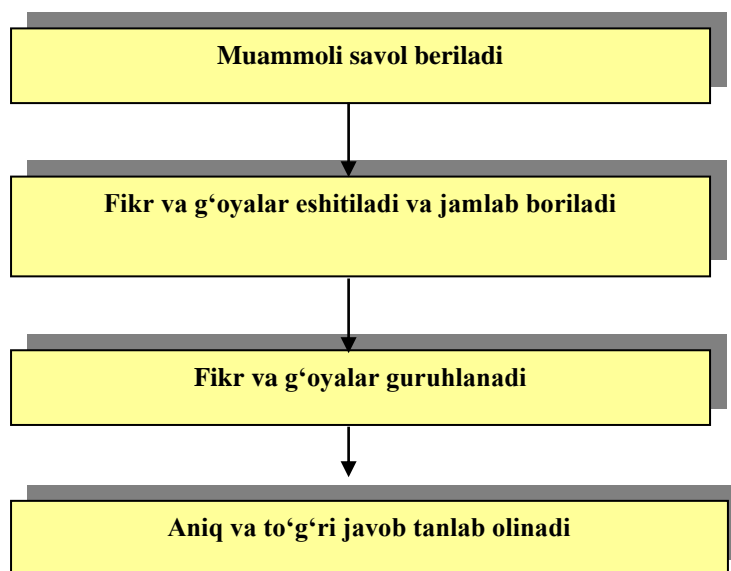 Muammoli savol beriladi
Fikr va g‘oyalar eshitiladi va jamlab boriladi
Fikr va g‘oyalar guruhlanadi
Aniq va to‘g‘ri javob tanlab olinadi